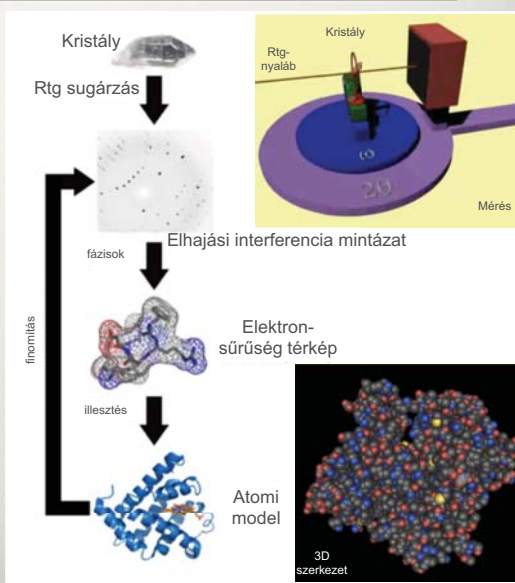 Kristály
Rtg sugárzás
Elhajási interferencia mintázat
fázisok
Elektron-
sűrűség térkép
illesztés
finomítás
Atomi
model
Kristály
Rtg-
nyaláb
ω
2Θ
Mérés
3D
szerkezet